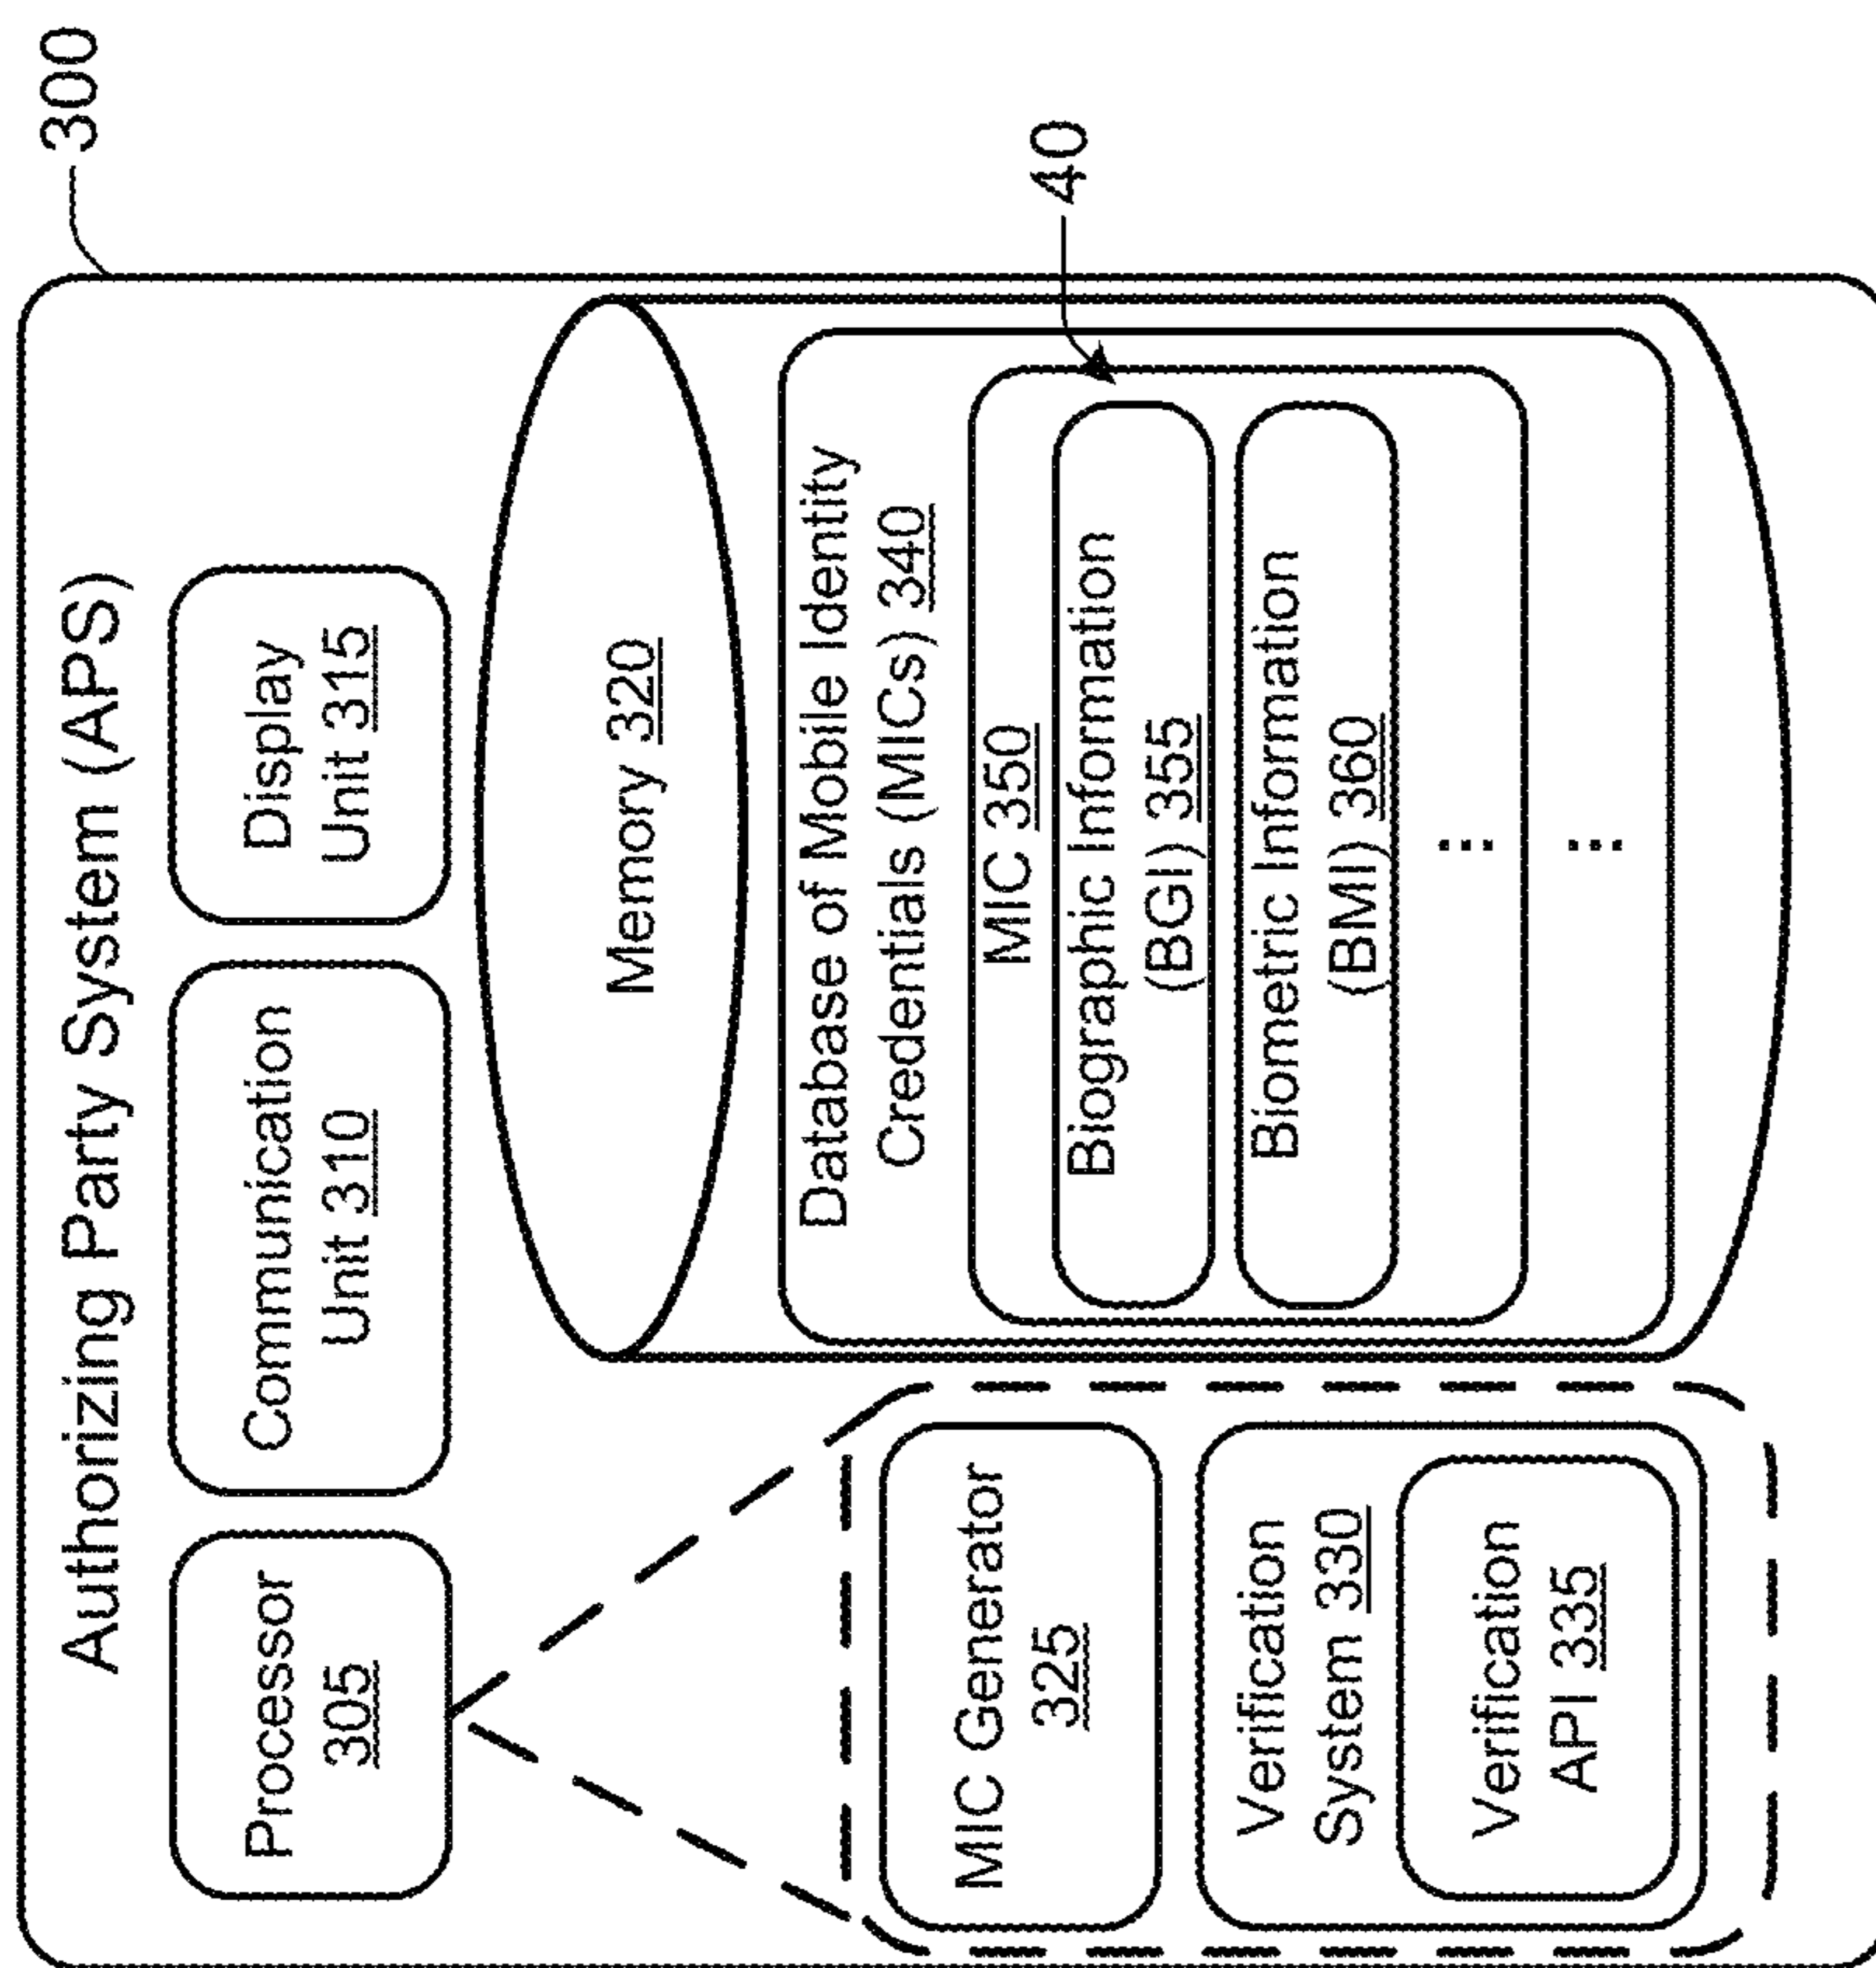 300
Authorizing Party System (APS)
Processor
305
Communication
Unit 310
Display
Unit 315
Memory 320
MIC Generator
325
Verification
System 330
Verification
API 335
Database of Mobile Identity
Credentials (MICs) 340
MIC 350
40
Biographic Information
(BGI) 355
Biometric Information
(BMI) 360
⋮
⋮